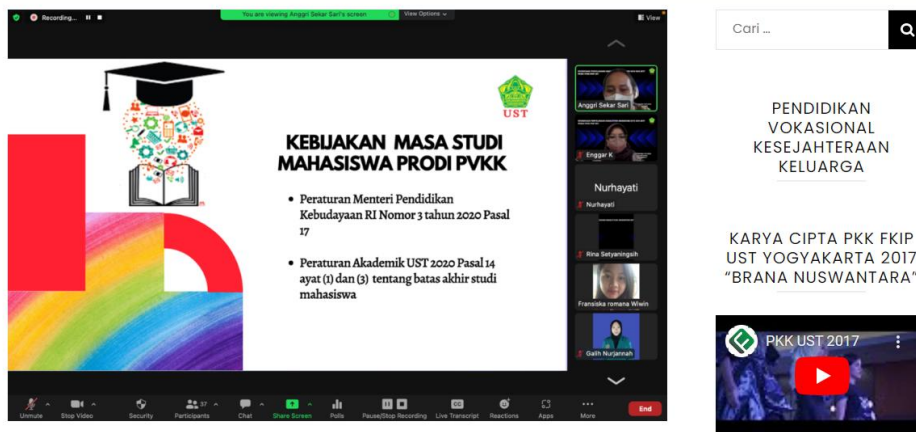 Recording...
You are viewing Anggri Sekar Sari's screen
View Options
View
UST
KEBIJAKAN MASA STUDI
MAHASISWA PRODI PVKK
• Peraturan Menteri Pendidikan
Kebudayaan RI Nomor 3 tahun 2020 Pasal
17
• Peraturan Akademik UST 2020 Pasal 14
ayat (1) dan (3) tentang batas akhir studi
mahasiswa
Anggri Sekar Sari
Enggar K
Nurhayati
Nurhayati
Rina Setyaningsih
Fransiska romana Wiwin
Galih Nurjannah
Unmute
Stop Video
Security
Participants
37
Chat
Share Screen
Polls
Pause/Stop Recording
Live Transcript
Reactions
Apps
More
End
Cari ...
PENDIDIKAN
VOKASIONAL
KESEJAHTERAAN
KELUARGA
KARYA CIPTA PKK FKIP
UST YOGYAKARTA 2017
“BRANA NUSWANTARA”
PKK UST 2017